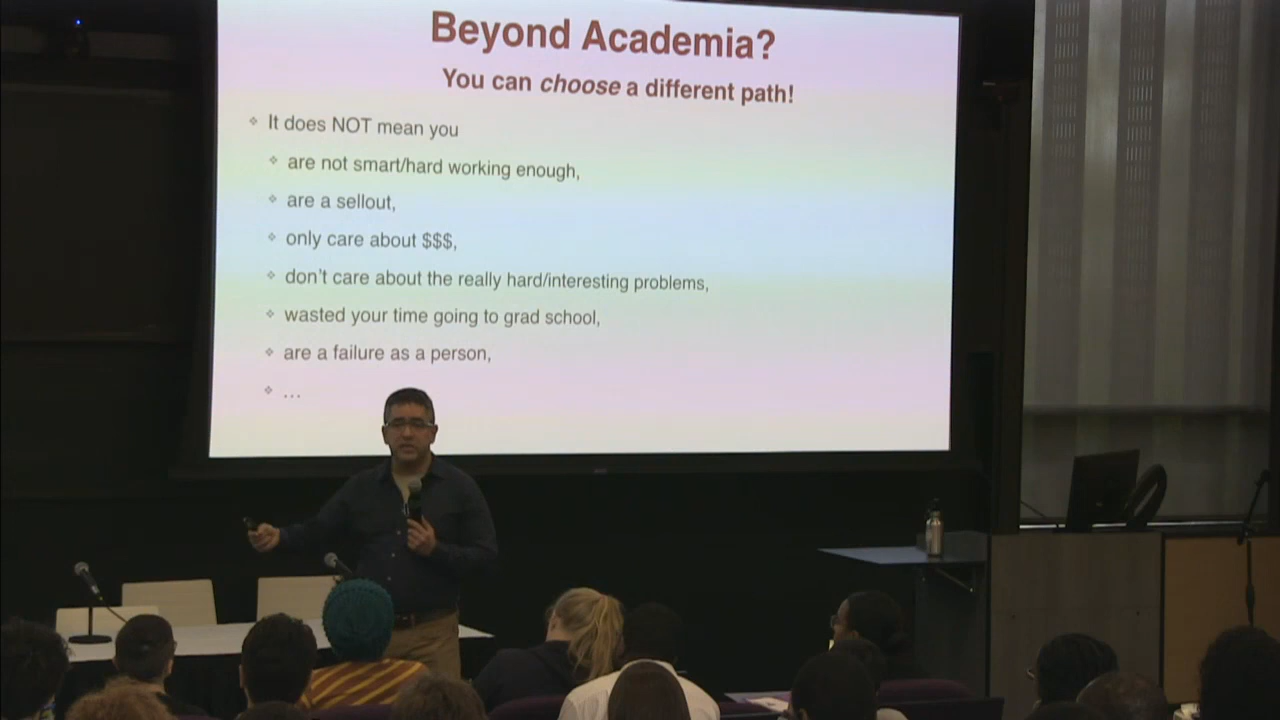 Beyond Academia?
You can choose a different path!
It does NOT mean you
are not smart/hard working enough,
are a sellout,
only care about $$$,
don't care about the really hard/interesting problems,
wasted your time going to grad school,
are a failure as a person,
...